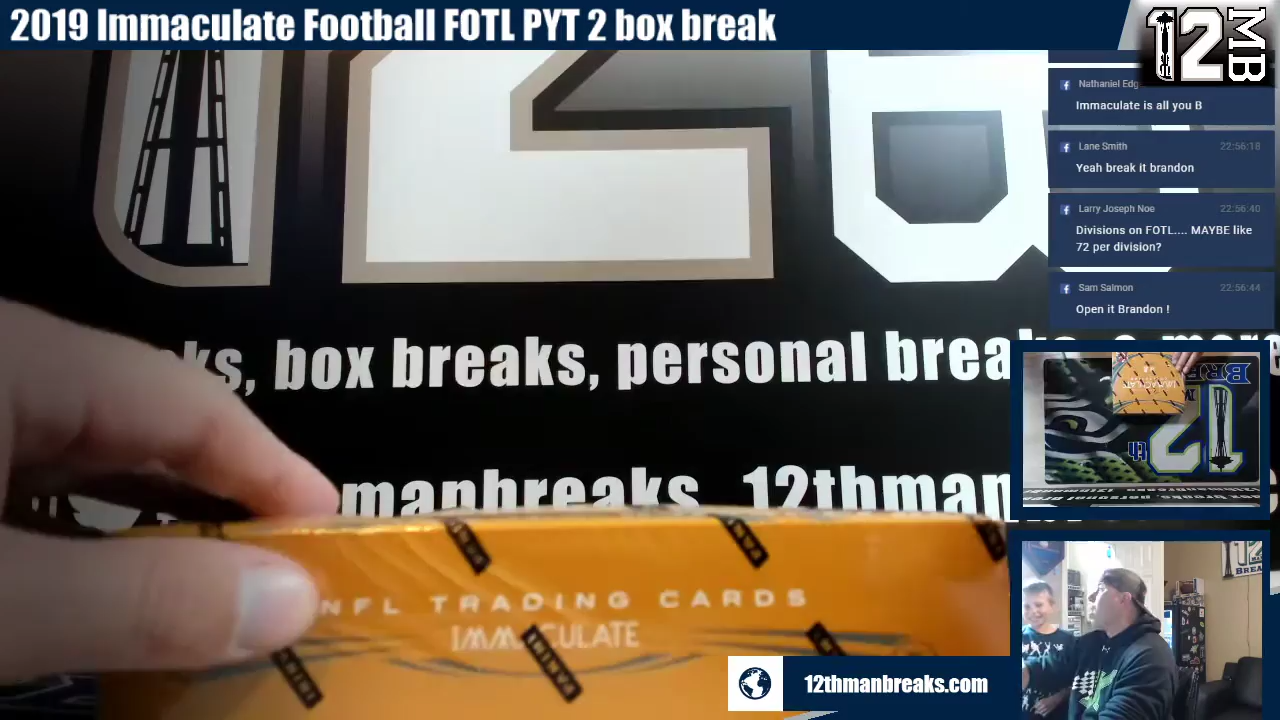 2019 Immaculate Football FOTL PYT 2 box break
12
MB
Nathaniel Edg
Immaculate is all you B
Lane Smith 22:56:18
Yeah break it brandon
Larry Joseph Noe 22:56:40
Divisions on FOTL.... MAYBE like
72 per division?
Sam Salmon 22:56:44
Open it Brandon !
ks, box breaks, personal brea
manbreaks, 12thman
NFL TRADING CARDS
IMMACULATE
PANINI
12thmanbreaks.com